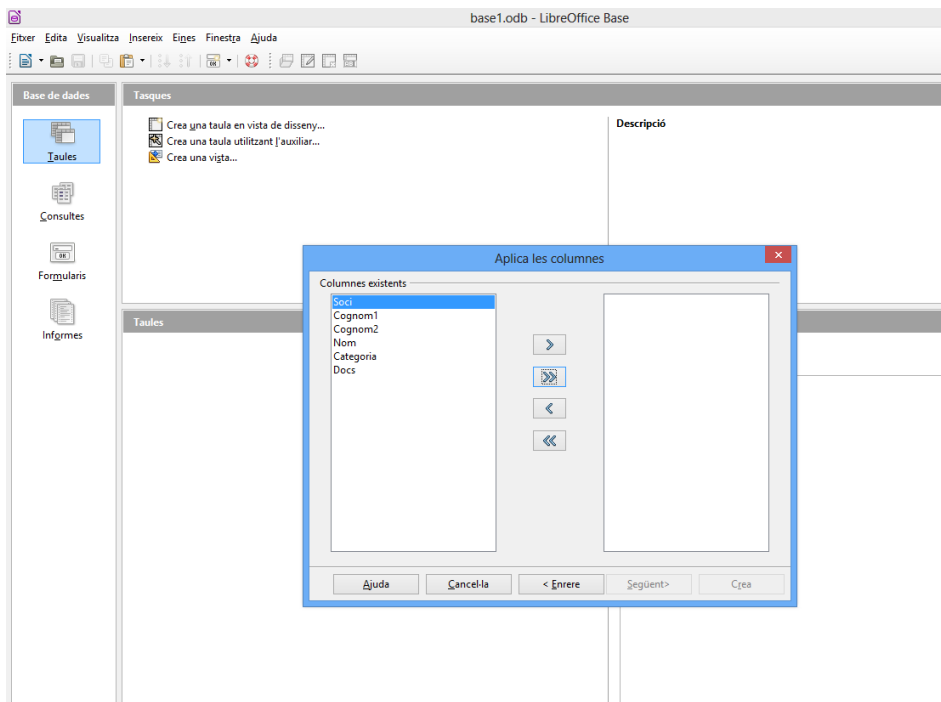 base1.odb - LibreOffice Base
Fitxer Edita Visualitza Insereix Eines Finestra Ajuda
Base de dades
Tasques
Taules
Consultes
Formularis
Informes
Crea una taula en vista de disseny...
Crea una taula utilitzant l'auxiliar...
Crea una vista...
Descripció
Taules
Aplica les columnes
Columnes existents
Soci
Cognom1
Cognom2
Nom
Categoria
Docs
Ajuda
Cancel·la
< Enrere
Següent>
Crea